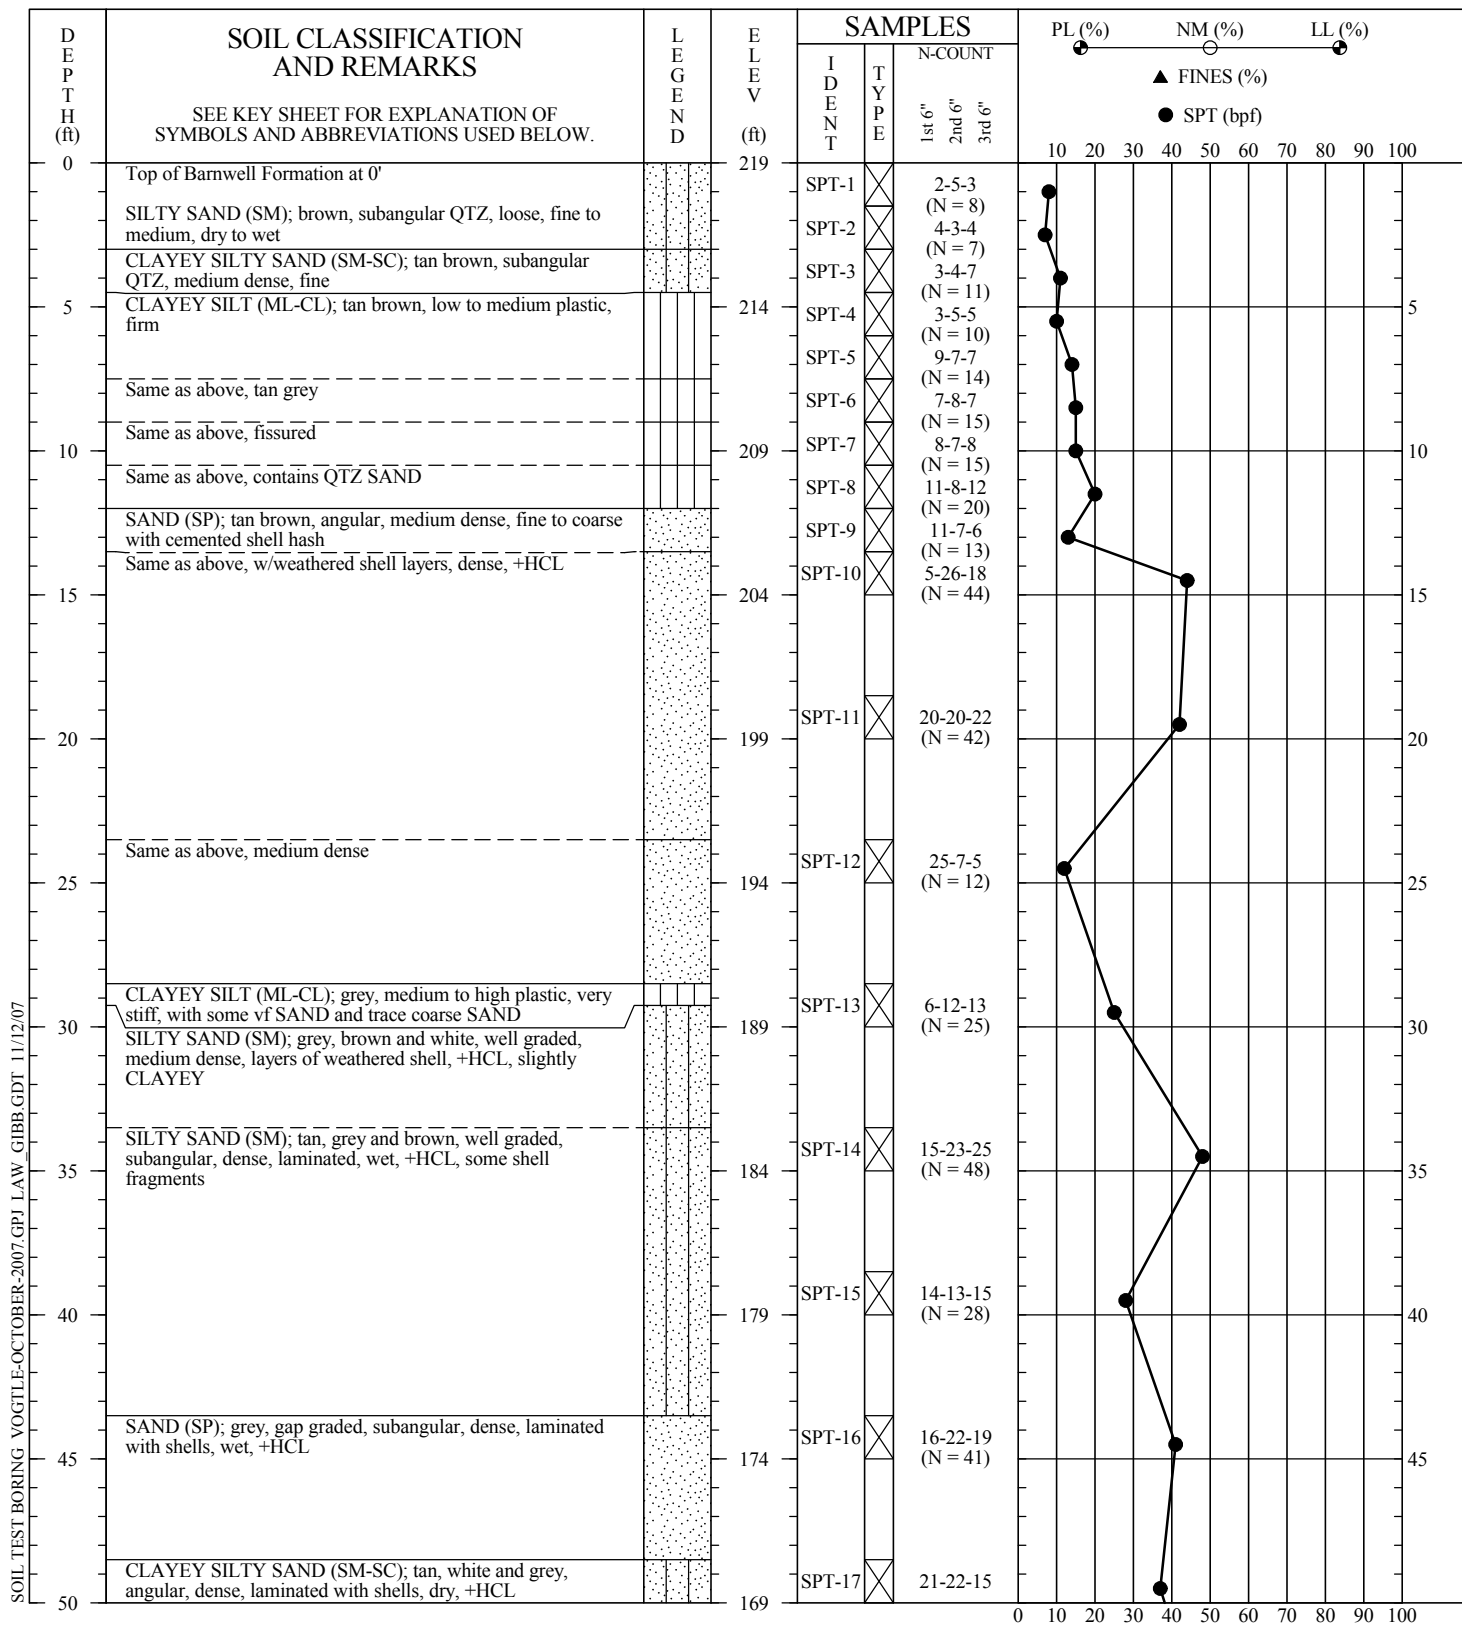 DEPTH
(ft)
SOIL CLASSIFICATION
AND REMARKS
SEE KEY SHEET FOR EXPLANATION OF
SYMBOLS AND ABBREVIATIONS USED BELOW.
LEGEND
ELEV
(ft)
SAMPLES
IDENT
TYPE
N-COUNT
1st 6"
2nd 6"
3rd 6"
PL (%)
NM (%)
LL (%)
FINES (%)
SPT (bpf)
10 20 30 40 50 60 70 80 90 100
0
Top of Barnwell Formation at 0'
219
SILTY SAND (SM); brown, subangular QTZ, loose, fine to
medium, dry to wet
SPT-1
2-5-3
(N = 8)
SPT-2
4-3-4
(N = 7)
CLAYEY SILTY SAND (SM-SC); tan brown, subangular
QTZ, medium dense, fine
SPT-3
3-4-7
(N = 11)
CLAYEY SILT (ML-CL); tan brown, low to medium plastic,
firm
5
214
SPT-4
3-5-5
(N = 10)
5
SPT-5
9-7-7
(N = 14)
Same as above, tan grey
SPT-6
7-8-7
(N = 15)
Same as above, fissured
10
209
SPT-7
8-7-8
(N = 15)
10
Same as above, contains QTZ SAND
SPT-8
11-8-12
(N = 20)
SAND (SP); tan brown, angular, medium dense, fine to coarse
with cemented shell hash
SPT-9
11-7-6
(N = 13)
Same as above, w/weathered shell layers, dense, +HCL
SPT-10
5-26-18
(N = 44)
15
204
15
SPT-11
20-20-22
(N = 42)
20
199
20
Same as above, medium dense
SPT-12
25-7-5
(N = 12)
25
194
25
CLAYEY SILT (ML-CL); grey, medium to high plastic, very
stiff, with some vf SAND and trace coarse SAND
SPT-13
6-12-13
(N = 25)
30
189
30
SILTY SAND (SM); grey, brown and white, well graded,
medium dense, layers of weathered shell, +HCL, slightly
CLAYEY
SILTY SAND (SM); tan, grey and brown, well graded,
subangular, dense, laminated, wet, +HCL, some shell
fragments
SPT-14
15-23-25
(N = 48)
35
184
35
SPT-15
14-13-15
(N = 28)
40
179
40
SAND (SP); grey, gap graded, subangular, dense, laminated
with shells, wet, +HCL
SPT-16
16-22-19
(N = 41)
45
174
45
CLAYEY SILTY SAND (SM-SC); tan, white and grey,
angular, dense, laminated with shells, dry, +HCL
SPT-17
21-22-15
50
169
0 10 20 30 40 50 60 70 80 90 100
SOIL TEST BORING VOGTLE-OCTOBER-2007.GPJ LAW_GIBB.GDT 11/12/07